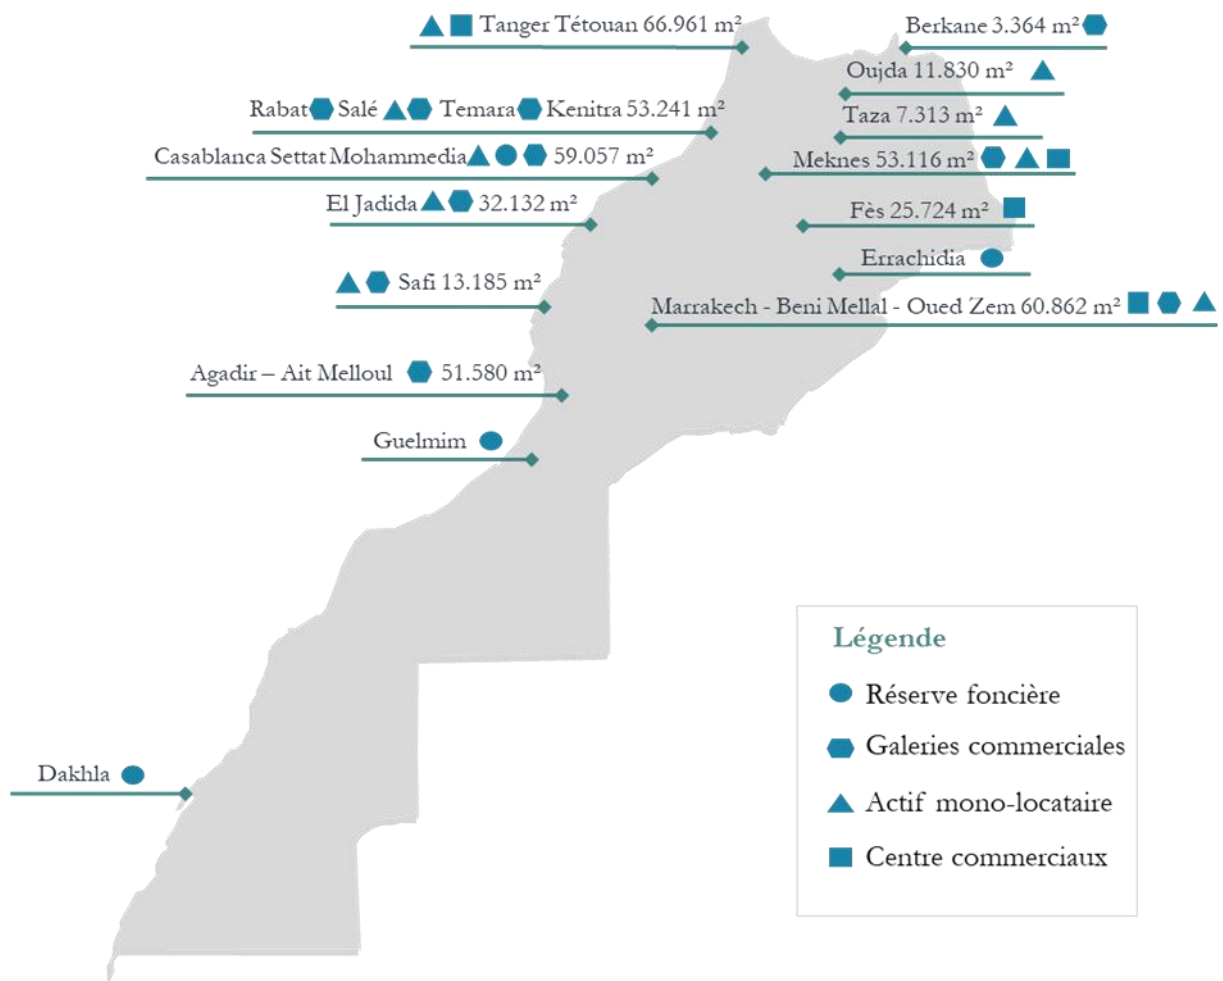 Tanger Tétouan 66.961 m²
Berkane 3.364 m²
Oujda 11.830 m²
Rabat Salé Temara Kenitra 53.241 m²
Taza 7.313 m²
Casablanca Settat Mohammedia 59.057 m²
Meknes 53.116 m²
El Jadida 32.132 m²
Fès 25.724 m²
Errachidia
Safi 13.185 m²
Marrakech - Beni Mellal - Oued Zem 60.862 m²
Agadir – Ait Melloul 51.580 m²
Guelmim
Dakhla
Légende
Réserve foncière
Galeries commerciales
Actif mono-locataire
Centre commerciaux